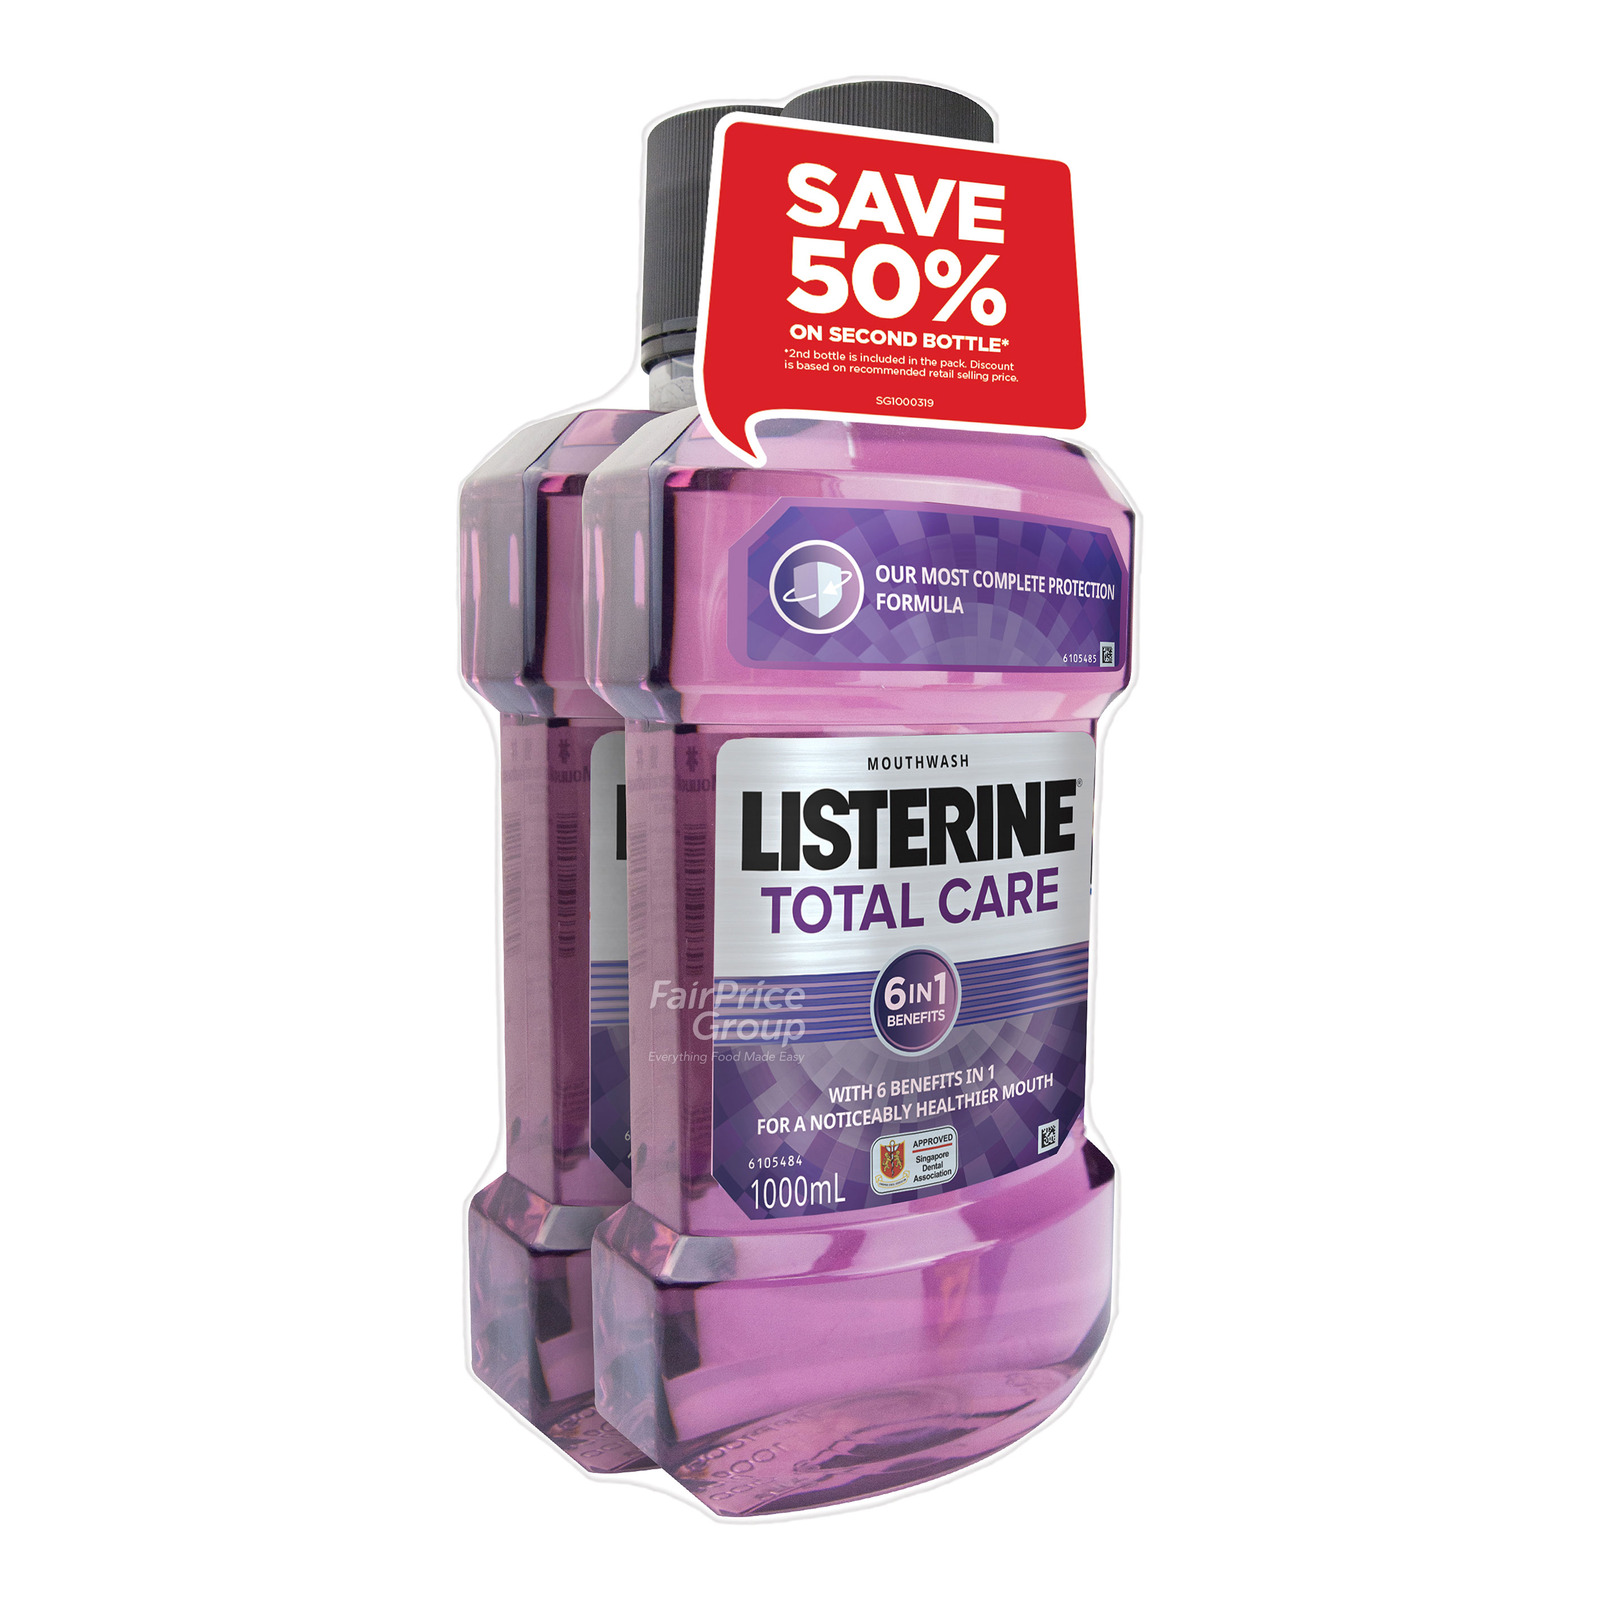 SAVE
50%
ON SECOND BOTTLE*
*2nd bottle is included in the pack. Discount
is based on recommended retail selling price.
SG1000319
OUR MOST COMPLETE PROTECTION
FORMULA
6105485
MOUTHWASH
LISTERINE®
TOTAL CARE
6IN1
BENEFITS
FairPrice
Group
Everything Food Made Easy
WITH 6 BENEFITS IN 1
FOR A NOTICEABLY HEALTHIER MOUTH
APPROVED
Singapore
Dental
Association
6105484
1000mL